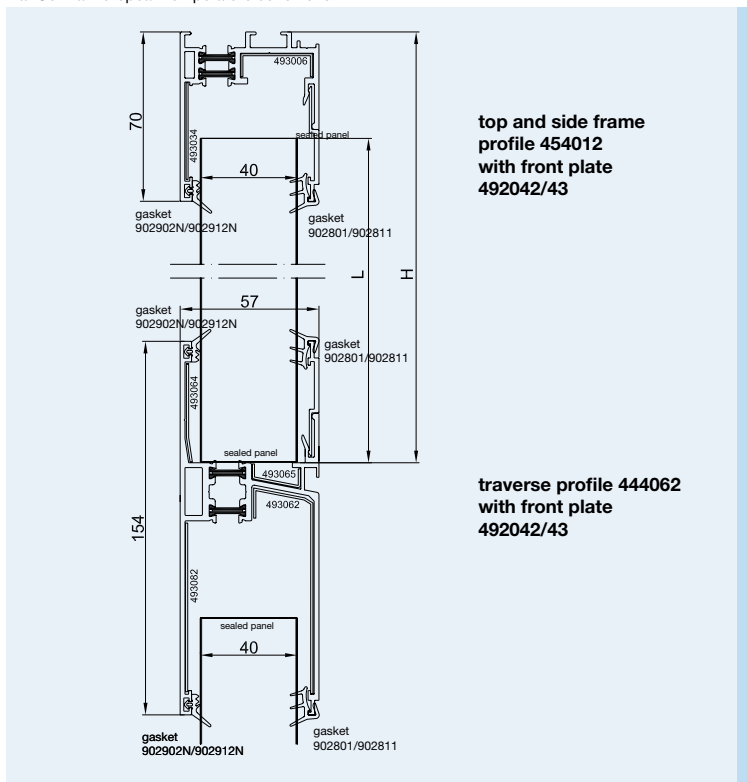 493006
70
493034
sealed panel
40
gasket
902902N/902912N
gasket
902801/902811
top and side frame
profile 454012
with front plate
492042/43
L
H
57
gasket
902902N/902912N
gasket
902801/902811
493064
sealed panel
493065
493062
154
493082
sealed panel
40
gasket
902902N/902912N
gasket
902801/902811
traverse profile 444062
with front plate
492042/43